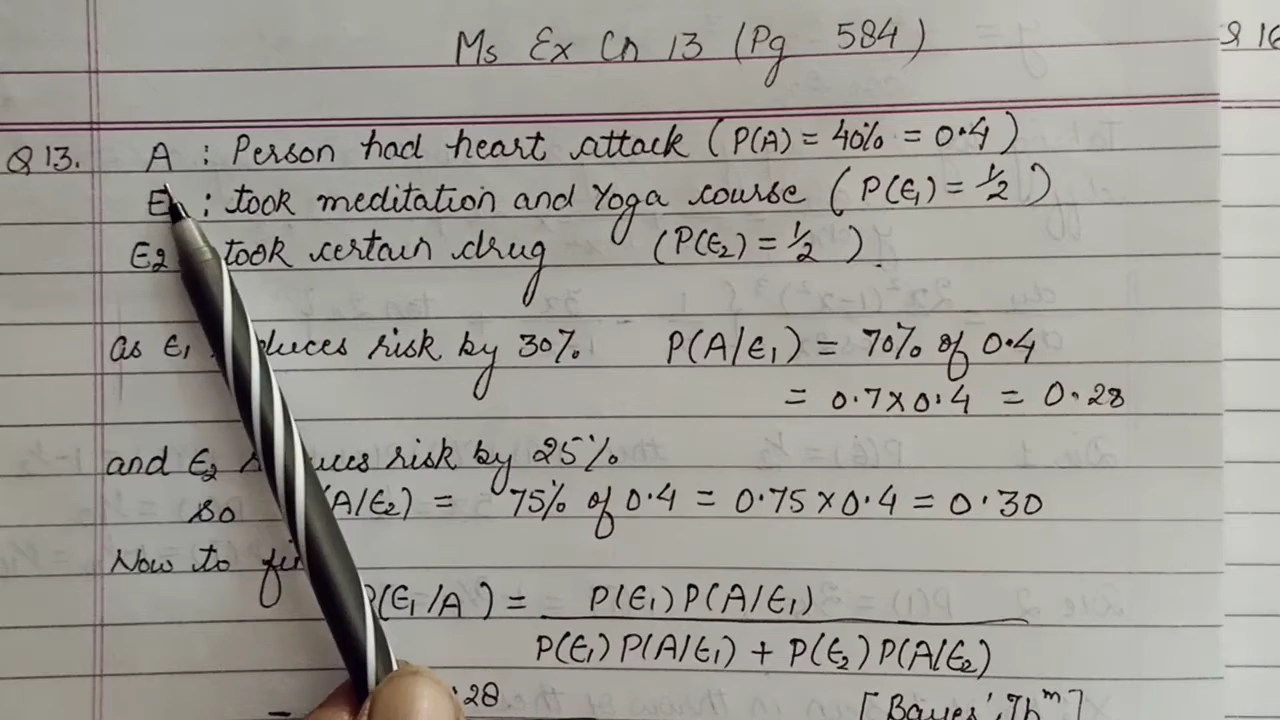 Ms Ex Ch 13 (Pg 584)
Q 16
Q 13. A : Person had heart attack (P(A) = 40% = 0.4)
: took meditation and Yoga course (P(E₁) = 1/2)
E₂ took certain drug (P(E₂) = 1/2).
as E₁ risk by 30% P(A/E₁) = 70% of 0.4
= 0.7 x 0.4 = 0.28
and E₂ risk by 25%
so (A/E₂) = 75% of 0.4 = 0.75 x 0.4 = 0.30
Now to
P(E₁/A) = P(E₁) P(A/E₁)
P(E₁) P(A/E₁) + P(E₂) P(A/E₂)
= .28 [Bayes' Thᵐ]